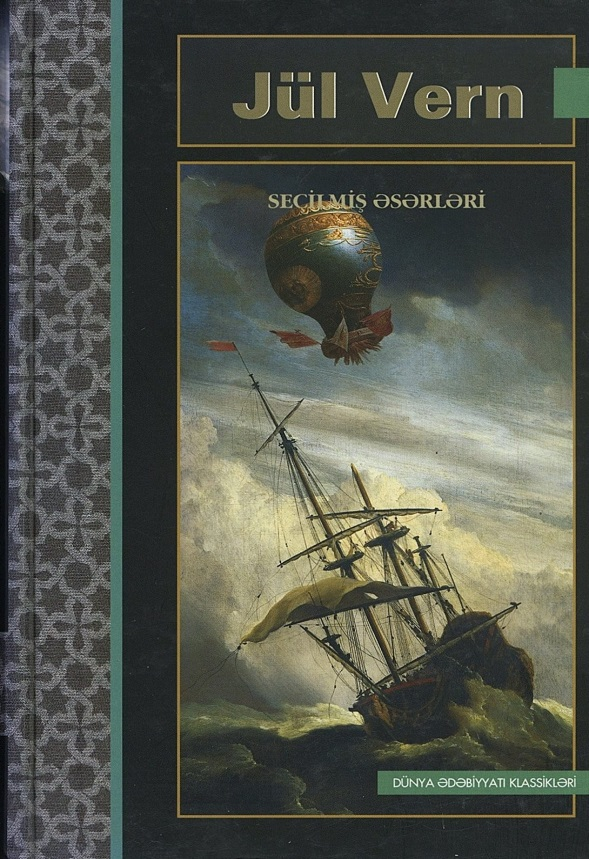 Jül Vern
SEÇİLMİŞ ƏSƏRLƏRİ
DÜNYA ƏDƏBİYYATI KLASSİKLƏRİ